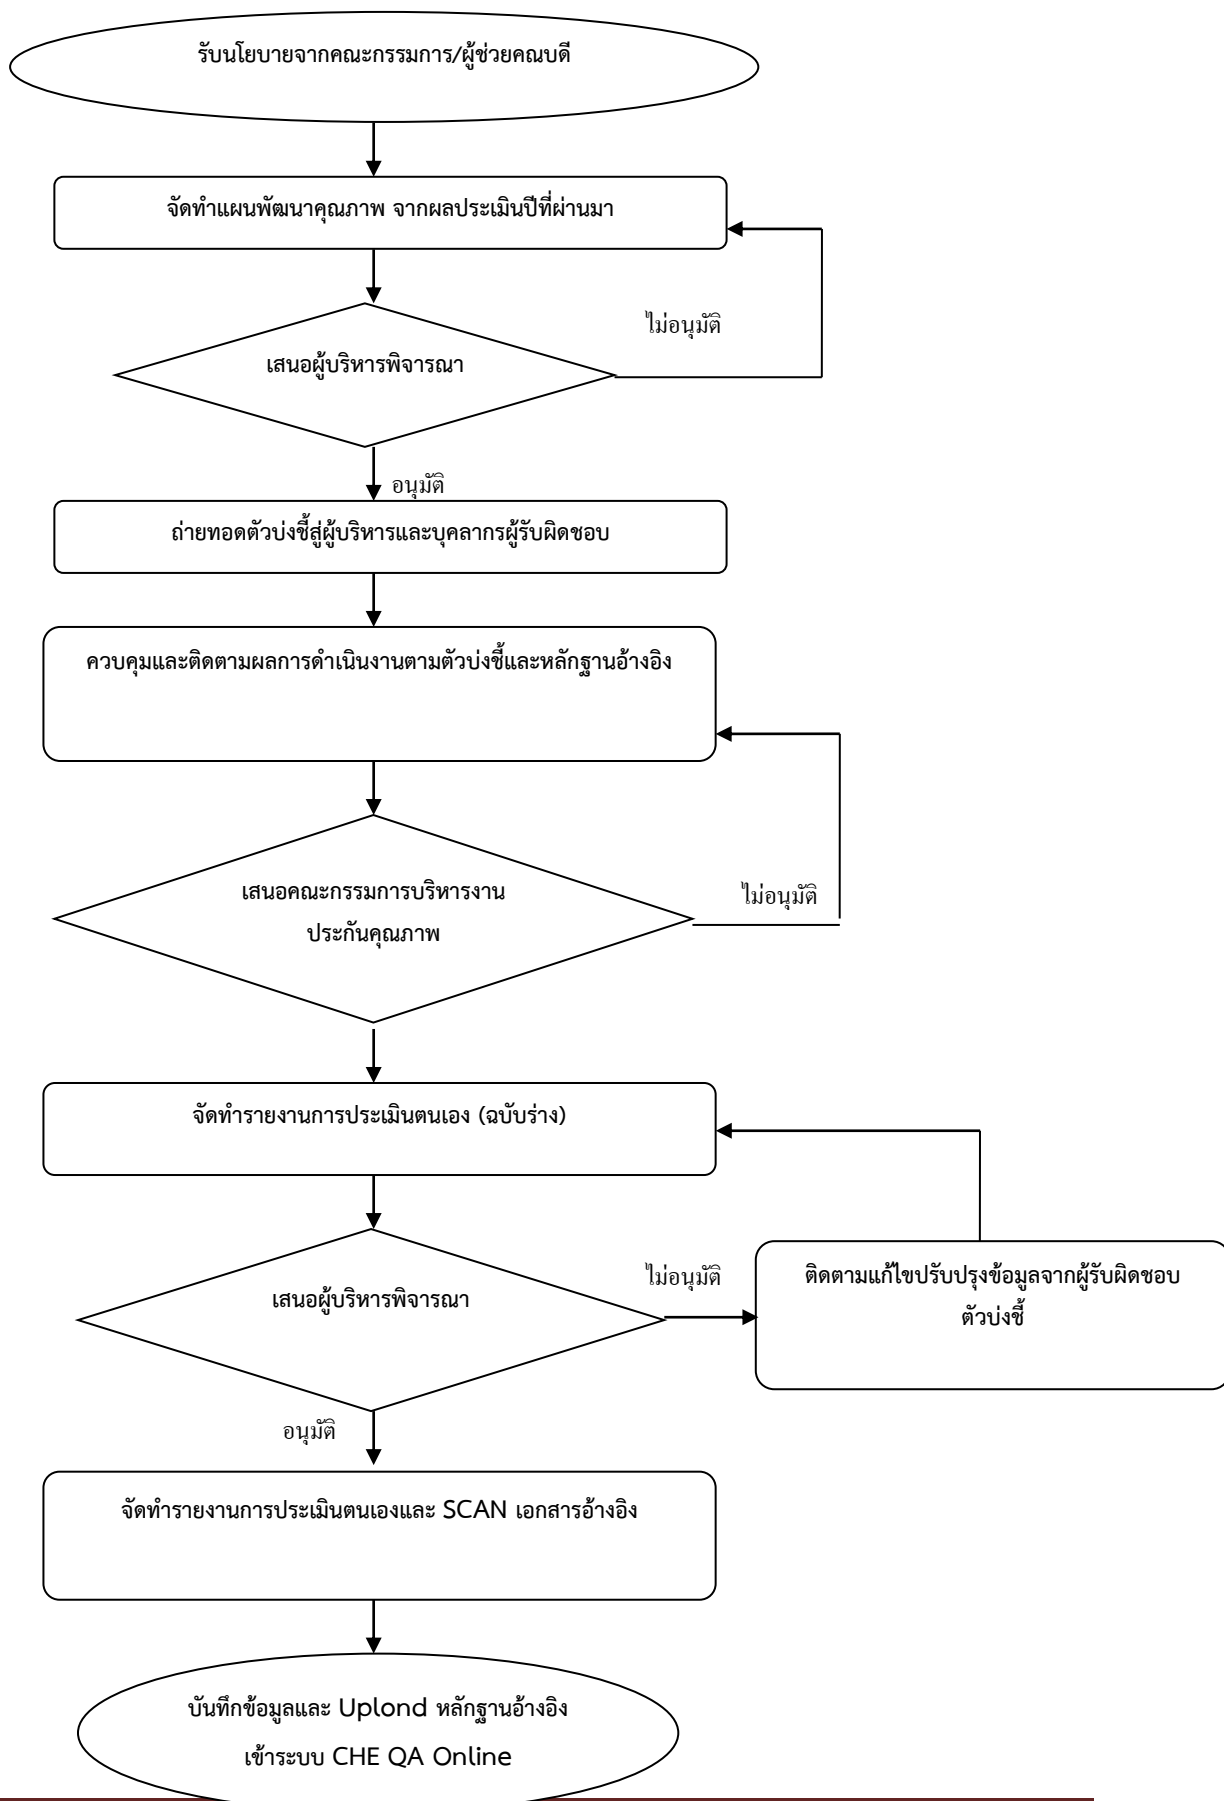 รับนโยบายจากคณะกรรมการ/ผู้ช่วยคณบดี
จัดทำแผนพัฒนาคุณภาพ จากผลประเมินปีที่ผ่านมา
ไม่อนุมัติ
เสนอผู้บริหารพิจารณา
อนุมัติ
ถ่ายทอดตัวบ่งชี้สู่ผู้บริหารและบุคลากรผู้รับผิดชอบ
ควบคุมและติดตามผลการดำเนินงานตามตัวบ่งชี้และหลักฐานอ้างอิง
เสนอคณะกรรมการบริหารงาน
ประกันคุณภาพ
ไม่อนุมัติ
จัดทำรายงานการประเมินตนเอง (ฉบับร่าง)
เสนอผู้บริหารพิจารณา
ไม่อนุมัติ
ติดตามแก้ไขปรับปรุงข้อมูลจากผู้รับผิดชอบ
ตัวบ่งชี้
อนุมัติ
จัดทำรายงานการประเมินตนเองและ SCAN เอกสารอ้างอิง
บันทึกข้อมูลและ Uplond หลักฐานอ้างอิง
เข้าระบบ CHE QA Online